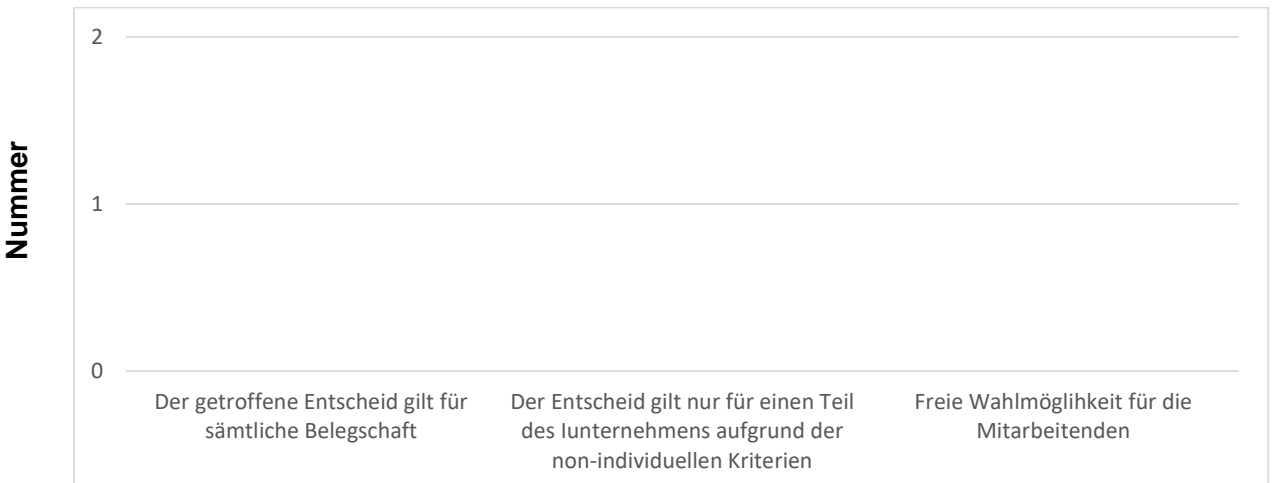 Nummer
2
1
0
Der getroffene Entscheid gilt für
sämtliche Belegschaft
Der Entscheid gilt nur für einen Teil
des Iunternehmens aufgrund der
non-individuellen Kriterien
Freie Wahlmöglihkeit für die
Mitarbeitenden